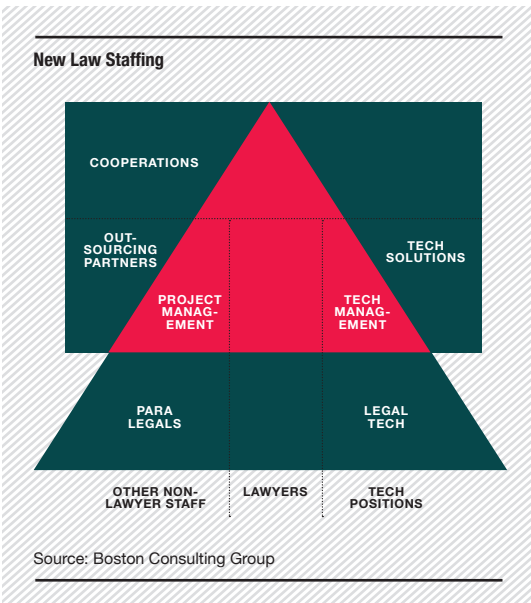 New Law Staffing
COOPERATIONS
OUT-
SOURCING
PARTNERS
TECH
SOLUTIONS
PROJECT
MANAG-
EMENT
TECH
MANAG-
EMENT
PARA
LEGALS
LEGAL
TECH
OTHER NON-
LAWYER STAFF
LAWYERS
TECH
POSITIONS
Source: Boston Consulting Group